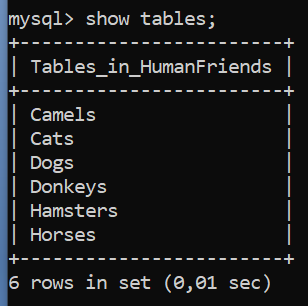 mysql> show tables;
+------------------------+
| Tables_in_HumanFriends |
+------------------------+
| Camels                 |
| Cats                   |
| Dogs                   |
| Donkeys                |
| Hamsters               |
| Horses                 |
+------------------------+
6 rows in set (0,01 sec)